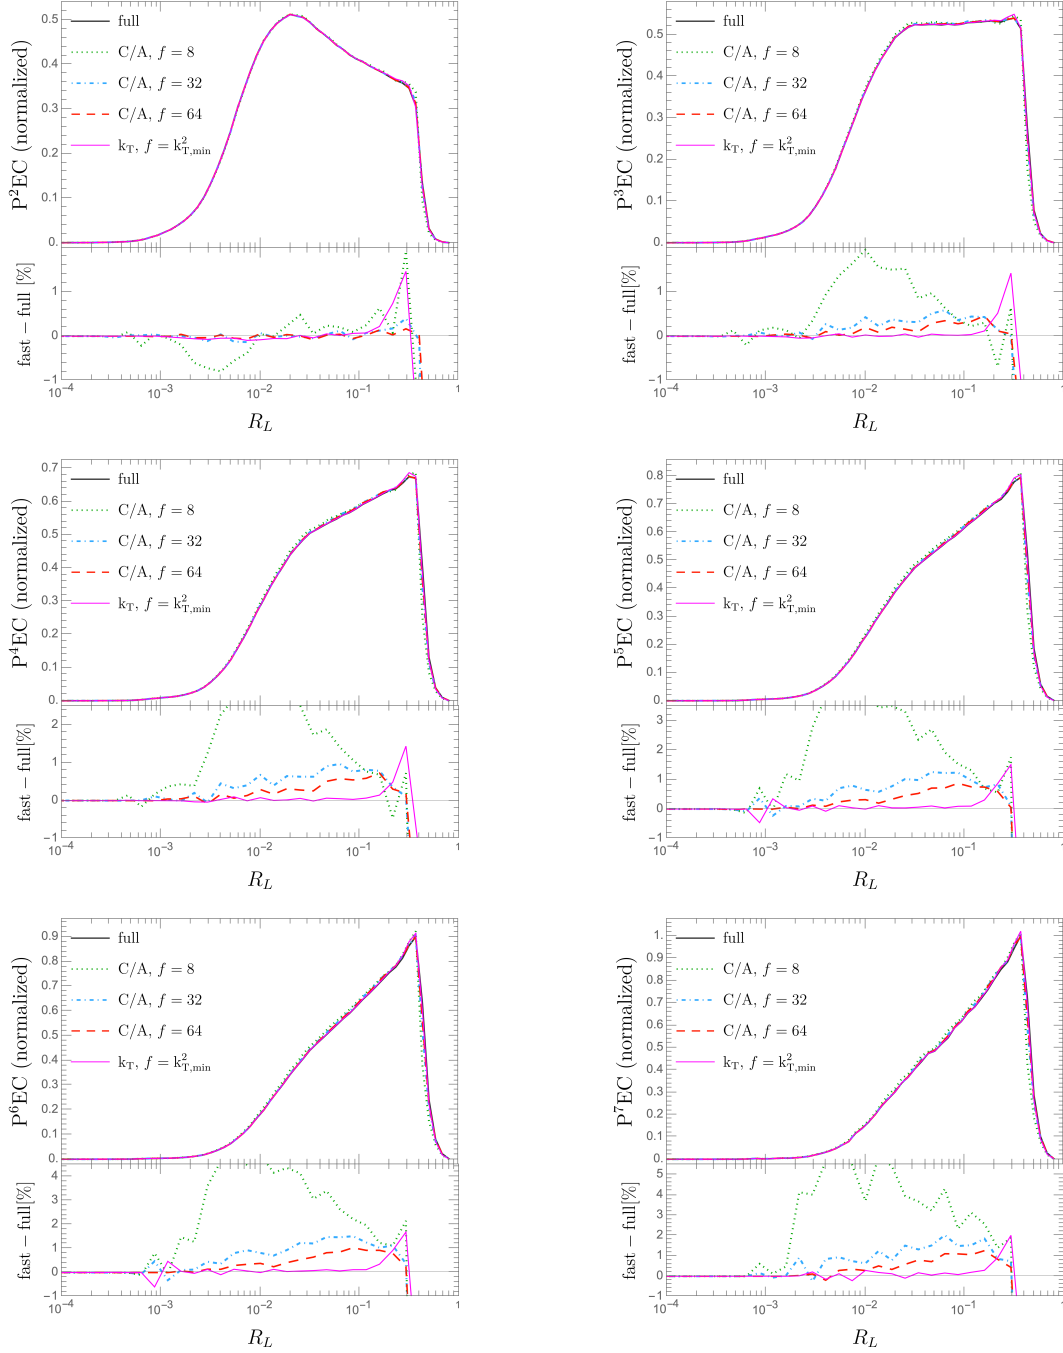 P²EC (normalized)
0.5
0.4
0.3
0.2
0.1
0.
full
C/A, f = 8
C/A, f = 32
C/A, f = 64
k_T, f = k²_T,min
fast − full [%]
1
0
−1
10⁻⁴ 10⁻³ 10⁻² 10⁻¹ 1
R_L
P³EC (normalized)
0.5
0.4
0.3
0.2
0.1
0.
full
C/A, f = 8
C/A, f = 32
C/A, f = 64
k_T, f = k²_T,min
fast − full[%]
1
0
−1
10⁻⁴ 10⁻³ 10⁻² 10⁻¹ 1
R_L
P⁴EC (normalized)
0.7
0.6
0.5
0.4
0.3
0.2
0.1
0.
full
C/A, f = 8
C/A, f = 32
C/A, f = 64
k_T, f = k²_T,min
fast − full[%]
2
1
0
−1
10⁻⁴ 10⁻³ 10⁻² 10⁻¹ 1
R_L
P⁵EC (normalized)
0.8
0.7
0.6
0.5
0.4
0.3
0.2
0.1
0.
full
C/A, f = 8
C/A, f = 32
C/A, f = 64
k_T, f = k²_T,min
fast − full[%]
3
2
1
0
−1
10⁻⁴ 10⁻³ 10⁻² 10⁻¹ 1
R_L
P⁶EC (normalized)
0.9
0.8
0.7
0.6
0.5
0.4
0.3
0.2
0.1
0.
full
C/A, f = 8
C/A, f = 32
C/A, f = 64
k_T, f = k²_T,min
fast − full[%]
4
3
2
1
0
−1
10⁻⁴ 10⁻³ 10⁻² 10⁻¹ 1
R_L
P⁷EC (normalized)
1.
0.9
0.8
0.7
0.6
0.5
0.4
0.3
0.2
0.1
0.
full
C/A, f = 8
C/A, f = 32
C/A, f = 64
k_T, f = k²_T,min
fast − full[%]
5
4
3
2
1
0
−1
10⁻⁴ 10⁻³ 10⁻² 10⁻¹ 1
R_L